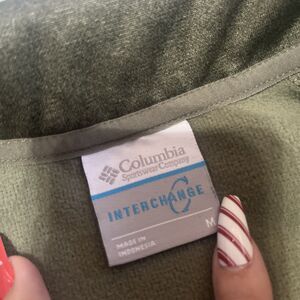 Columbia
Sportswear Company
INTERCHANGE
M
MADE IN
INDONESIA